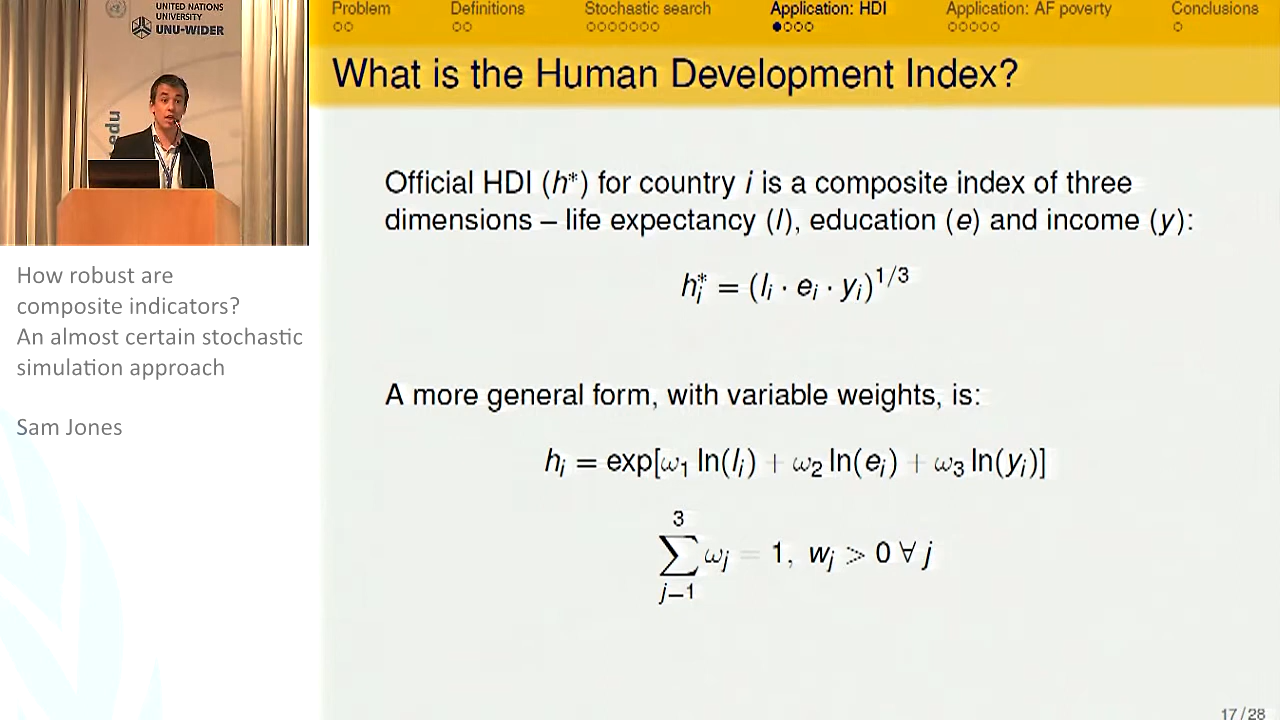 UNITED NATIONS
UNIVERSITY
UNU-WIDER
edu
How robust are
composite indicators?
An almost certain stochastic
simulation approach
Sam Jones
Problem Definitions Stochastic search Application: HDI Application: AF poverty Conclusions
What is the Human Development Index?
Official HDI (h*) for country i is a composite index of three
dimensions – life expectancy (l), education (e) and income (y):
h*ᵢ = (lᵢ · eᵢ · yᵢ)^1/3
A more general form, with variable weights, is:
hᵢ = exp[ω₁ ln(lᵢ) + ω₂ ln(eᵢ) + ω₃ ln(yᵢ)]
3
∑ ωⱼ = 1, wⱼ > 0 ∀ j
j=1
17 / 28